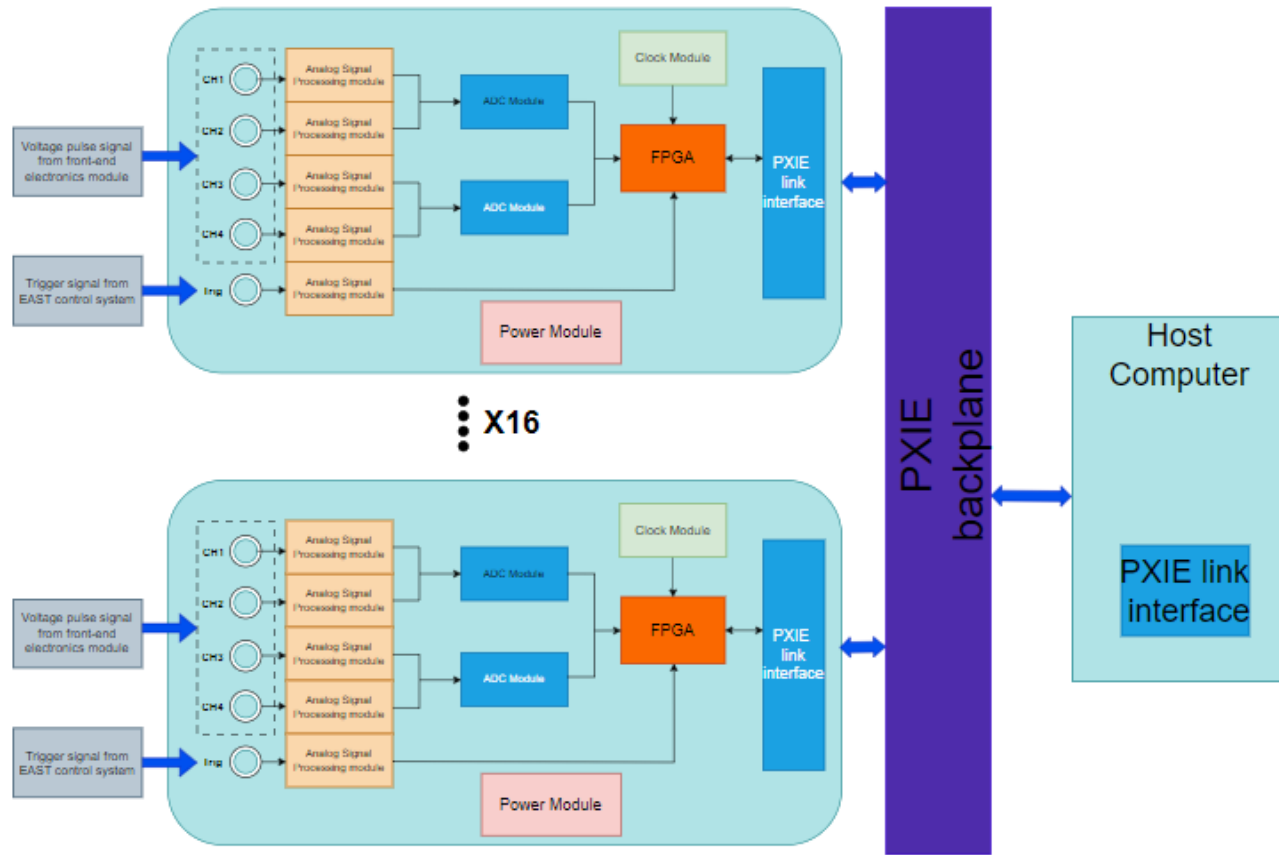 Voltage pulse signal
from front-end
electronics module
Trigger signal from
EAST control system
CH1
CH2
CH3
CH4
Analog Signal
Processing module
Analog Signal
Processing module
Analog Signal
Processing module
Analog Signal
Processing module
Analog Signal
Processing module
ADC Module
ADC Module
Clock Module
FPGA
PXIE
link
interface
Power Module
X16
Voltage pulse signal
from front-end
electronics module
Trigger signal from
EAST control system
CH1
CH2
CH3
CH4
Analog Signal
Processing module
Analog Signal
Processing module
Analog Signal
Processing module
Analog Signal
Processing module
Analog Signal
Processing module
ADC Module
ADC Module
Clock Module
FPGA
PXIE
link
interface
Power Module
PXIE
backplane
Host
Computer
PXIE link
interface